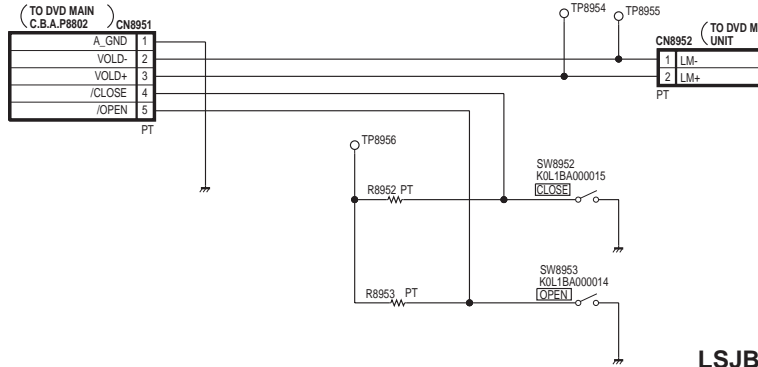 TO DVD MAIN
C.B.A.P8802
CN8951
A_GND 1
VOLD- 2
VOLD+ 3
/CLOSE 4
/OPEN 5
PT
TP8954
TP8955
CN8952
TO DVD M
UNIT
1 LM-
2 LM+
PT
TP8956
R8952 PT
SW8952
K0L1BA000015
CLOSE
R8953 PT
SW8953
K0L1BA000014
OPEN
LSJB